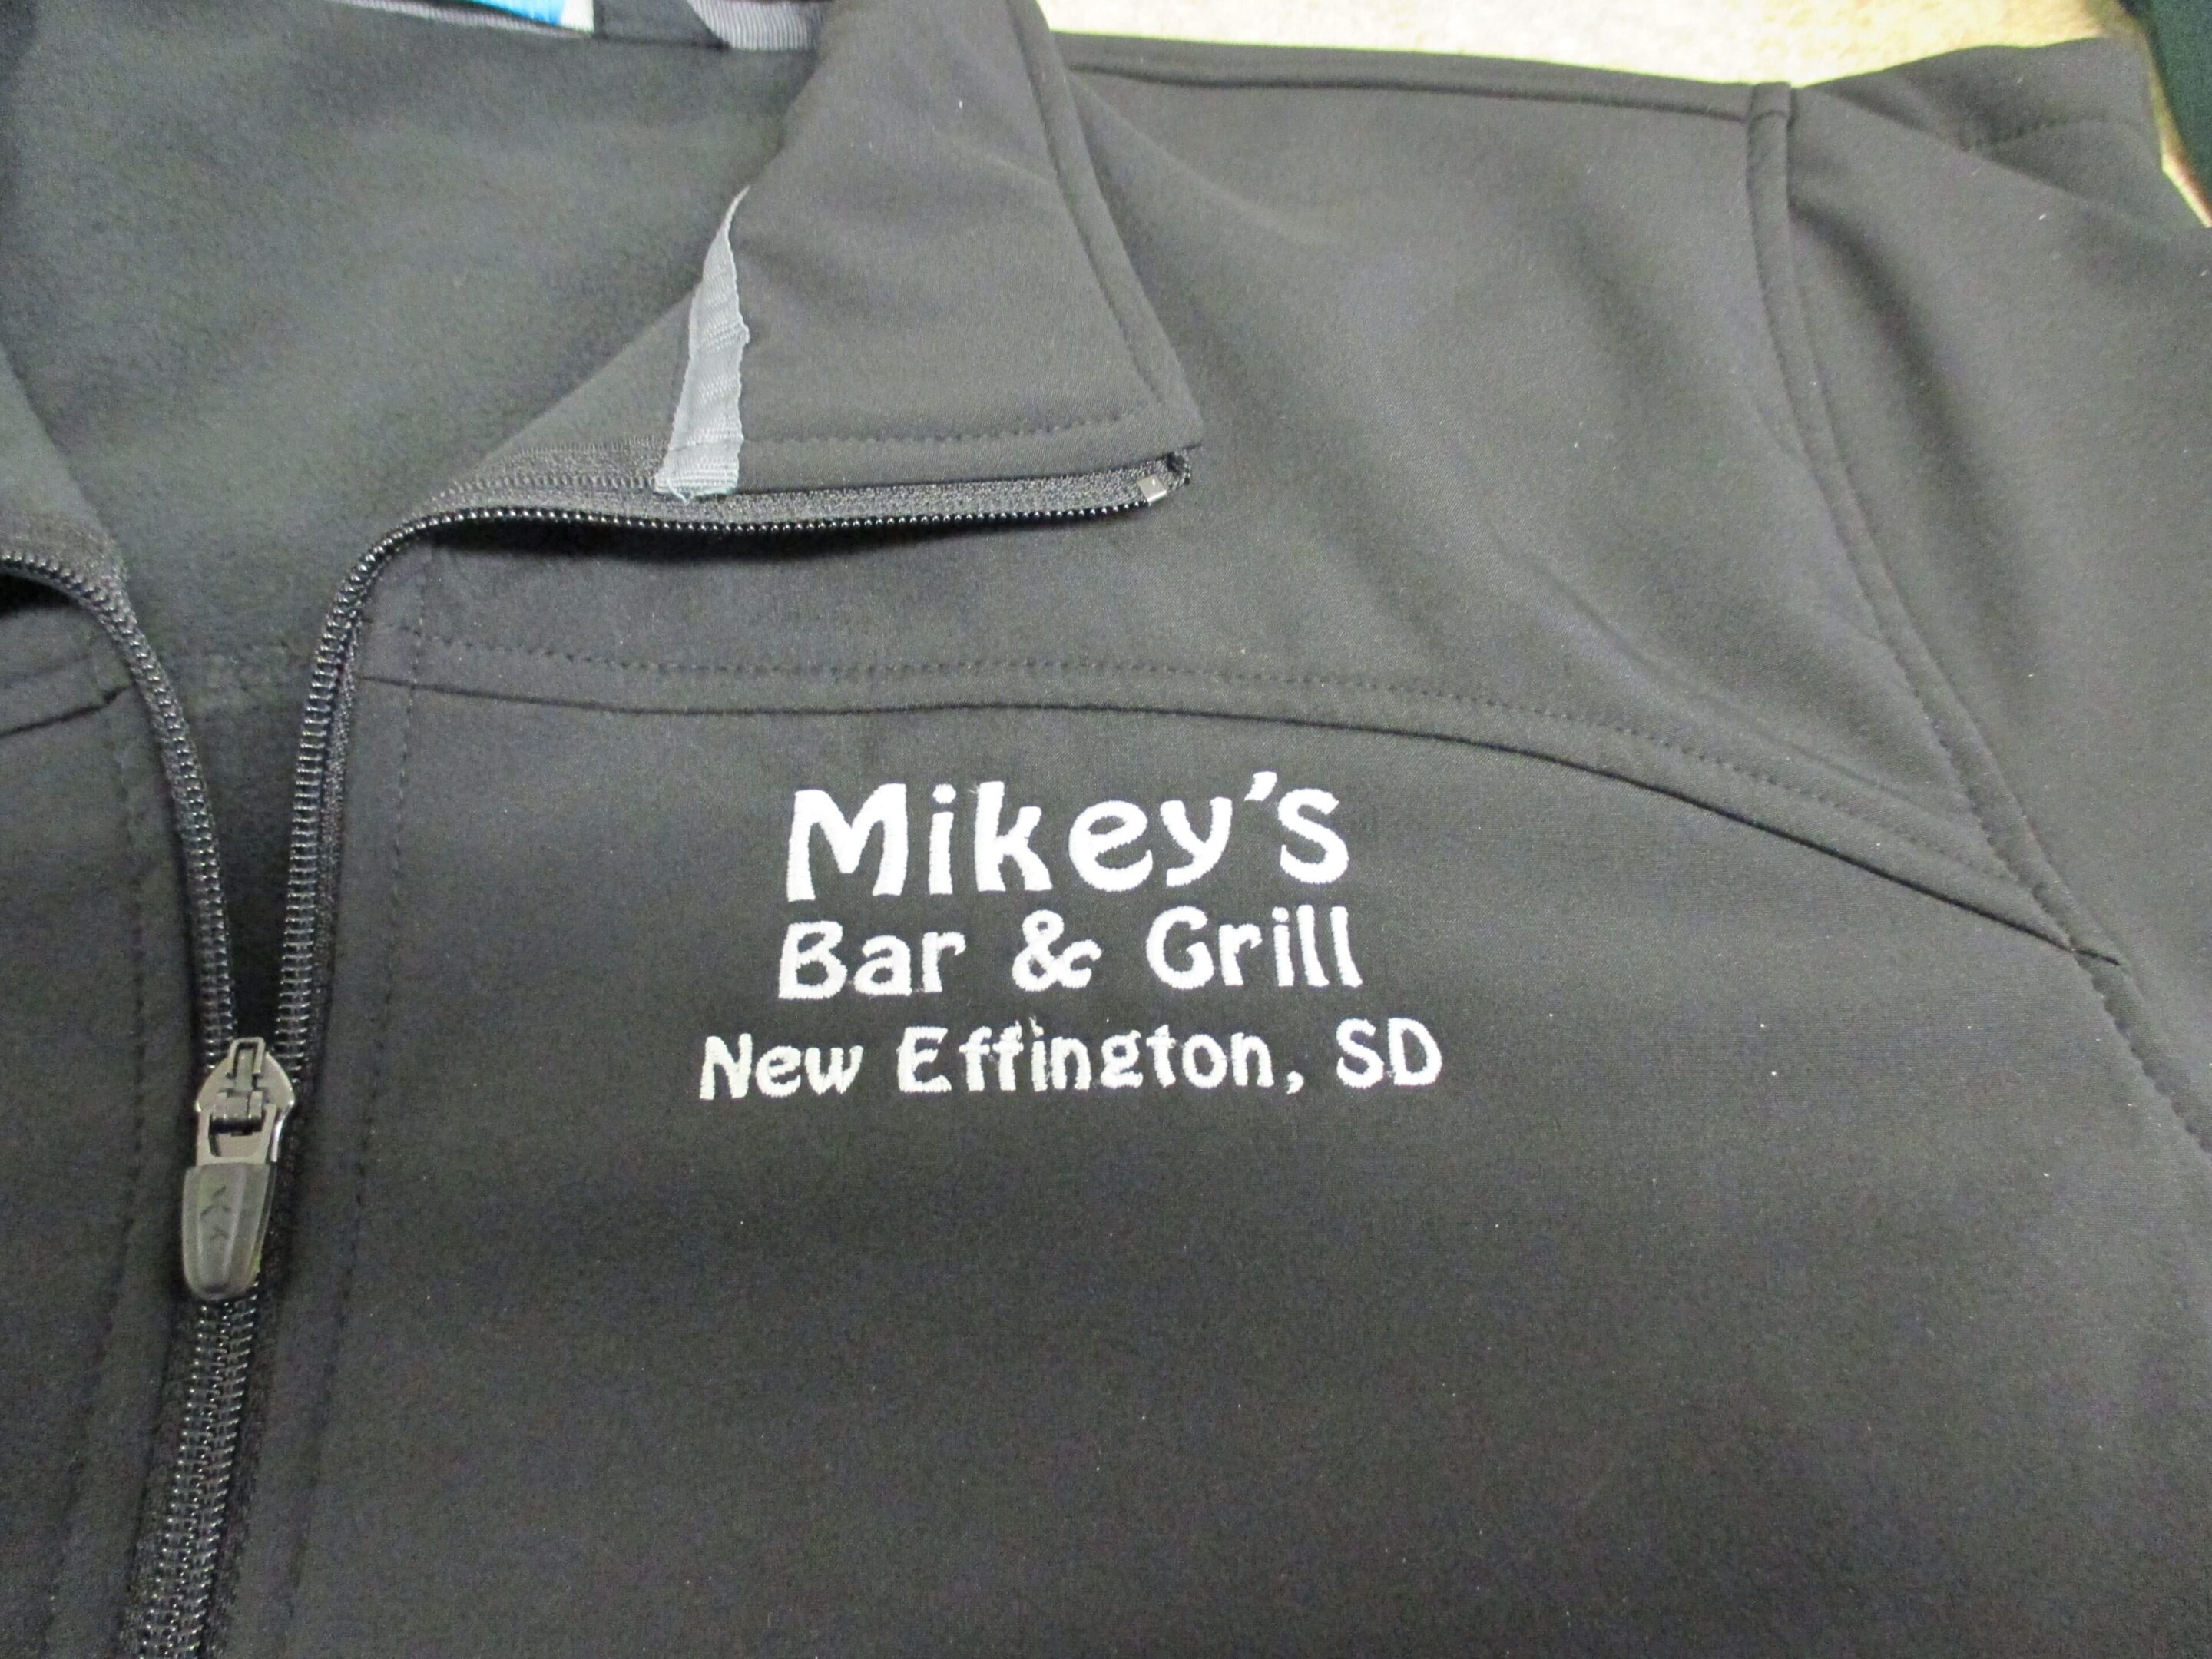 Mikey's
Bar & Grill
New Effington, SD